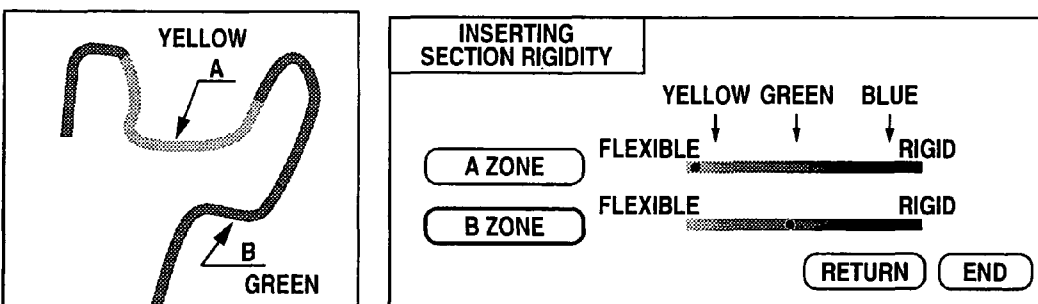 YELLOW
A
B
GREEN
INSERTING
SECTION RIGIDITY
YELLOW GREEN BLUE
FLEXIBLE RIGID
A ZONE
FLEXIBLE RIGID
B ZONE
RETURN END